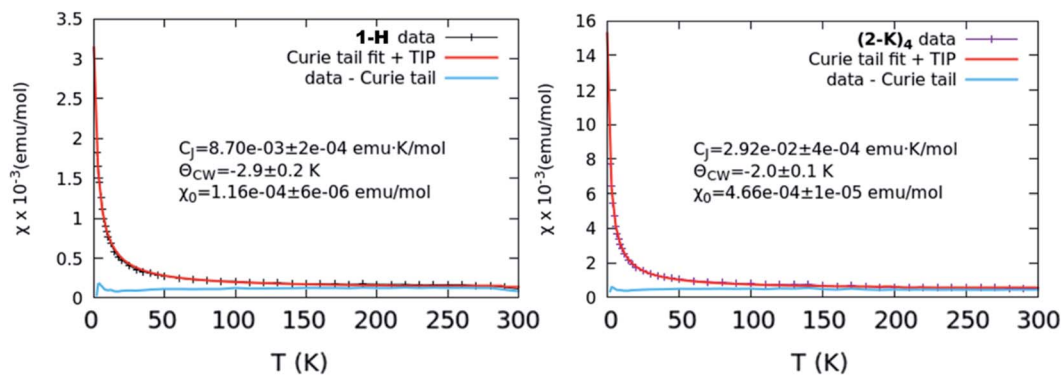 3.5
3
2.5
2
1.5
1
0.5
0
χ x 10⁻³(emu/mol)
1-H data
Curie tail fit + TIP
data - Curie tail
C_J=8.70e-03±2e-04 emu·K/mol
Θ_CW=-2.9±0.2 K
χ₀=1.16e-04±6e-06 emu/mol
0 50 100 150 200 250 300
T (K)
16
14
12
10
8
6
4
2
0
χ x 10⁻³(emu/mol)
(2-K)₄ data
Curie tail fit + TIP
data - Curie tail
C_J=2.92e-02±4e-04 emu·K/mol
Θ_CW=-2.0±0.1 K
χ₀=4.66e-04±1e-05 emu/mol
0 50 100 150 200 250 300
T (K)